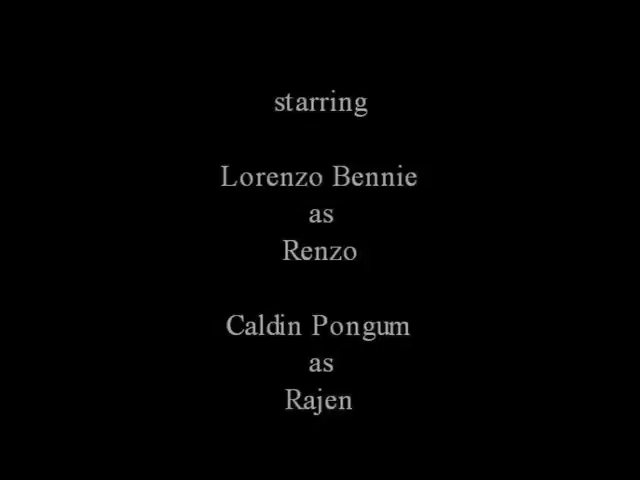 starring
Lorenzo Bennie
as
Renzo
Caldin Pongum
as
Rajen